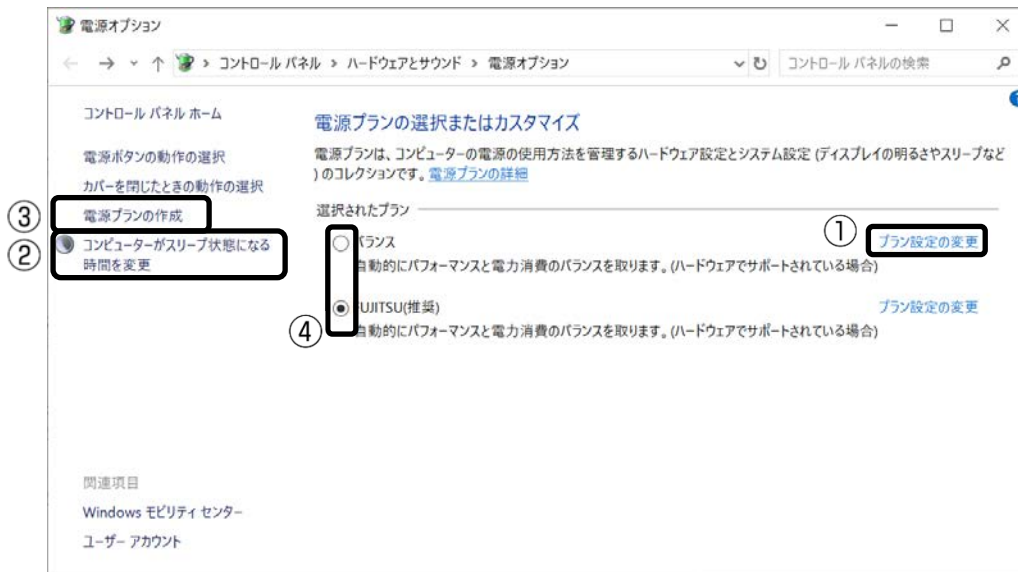 電源オプション
コントロール パネル › ハードウェアとサウンド › 電源オプション
コントロール パネルの検索
コントロール パネル ホーム
電源ボタンの動作の選択
カバーを閉じたときの動作の選択
③ 電源プランの作成
② コンピューターがスリープ状態になる
時間を変更
電源プランの選択またはカスタマイズ
電源プランは、コンピューターの電源の使用方法を管理するハードウェア設定とシステム設定 (ディスプレイの明るさやスリープなど
) のコレクションです。電源プランの詳細
選択されたプラン
バランス
① プラン設定の変更
自動的にパフォーマンスと電力消費のバランスを取ります。(ハードウェアでサポートされている場合)
④
FUJITSU(推奨)
プラン設定の変更
自動的にパフォーマンスと電力消費のバランスを取ります。(ハードウェアでサポートされている場合)
関連項目
Windows モビリティ センター
ユーザー アカウント